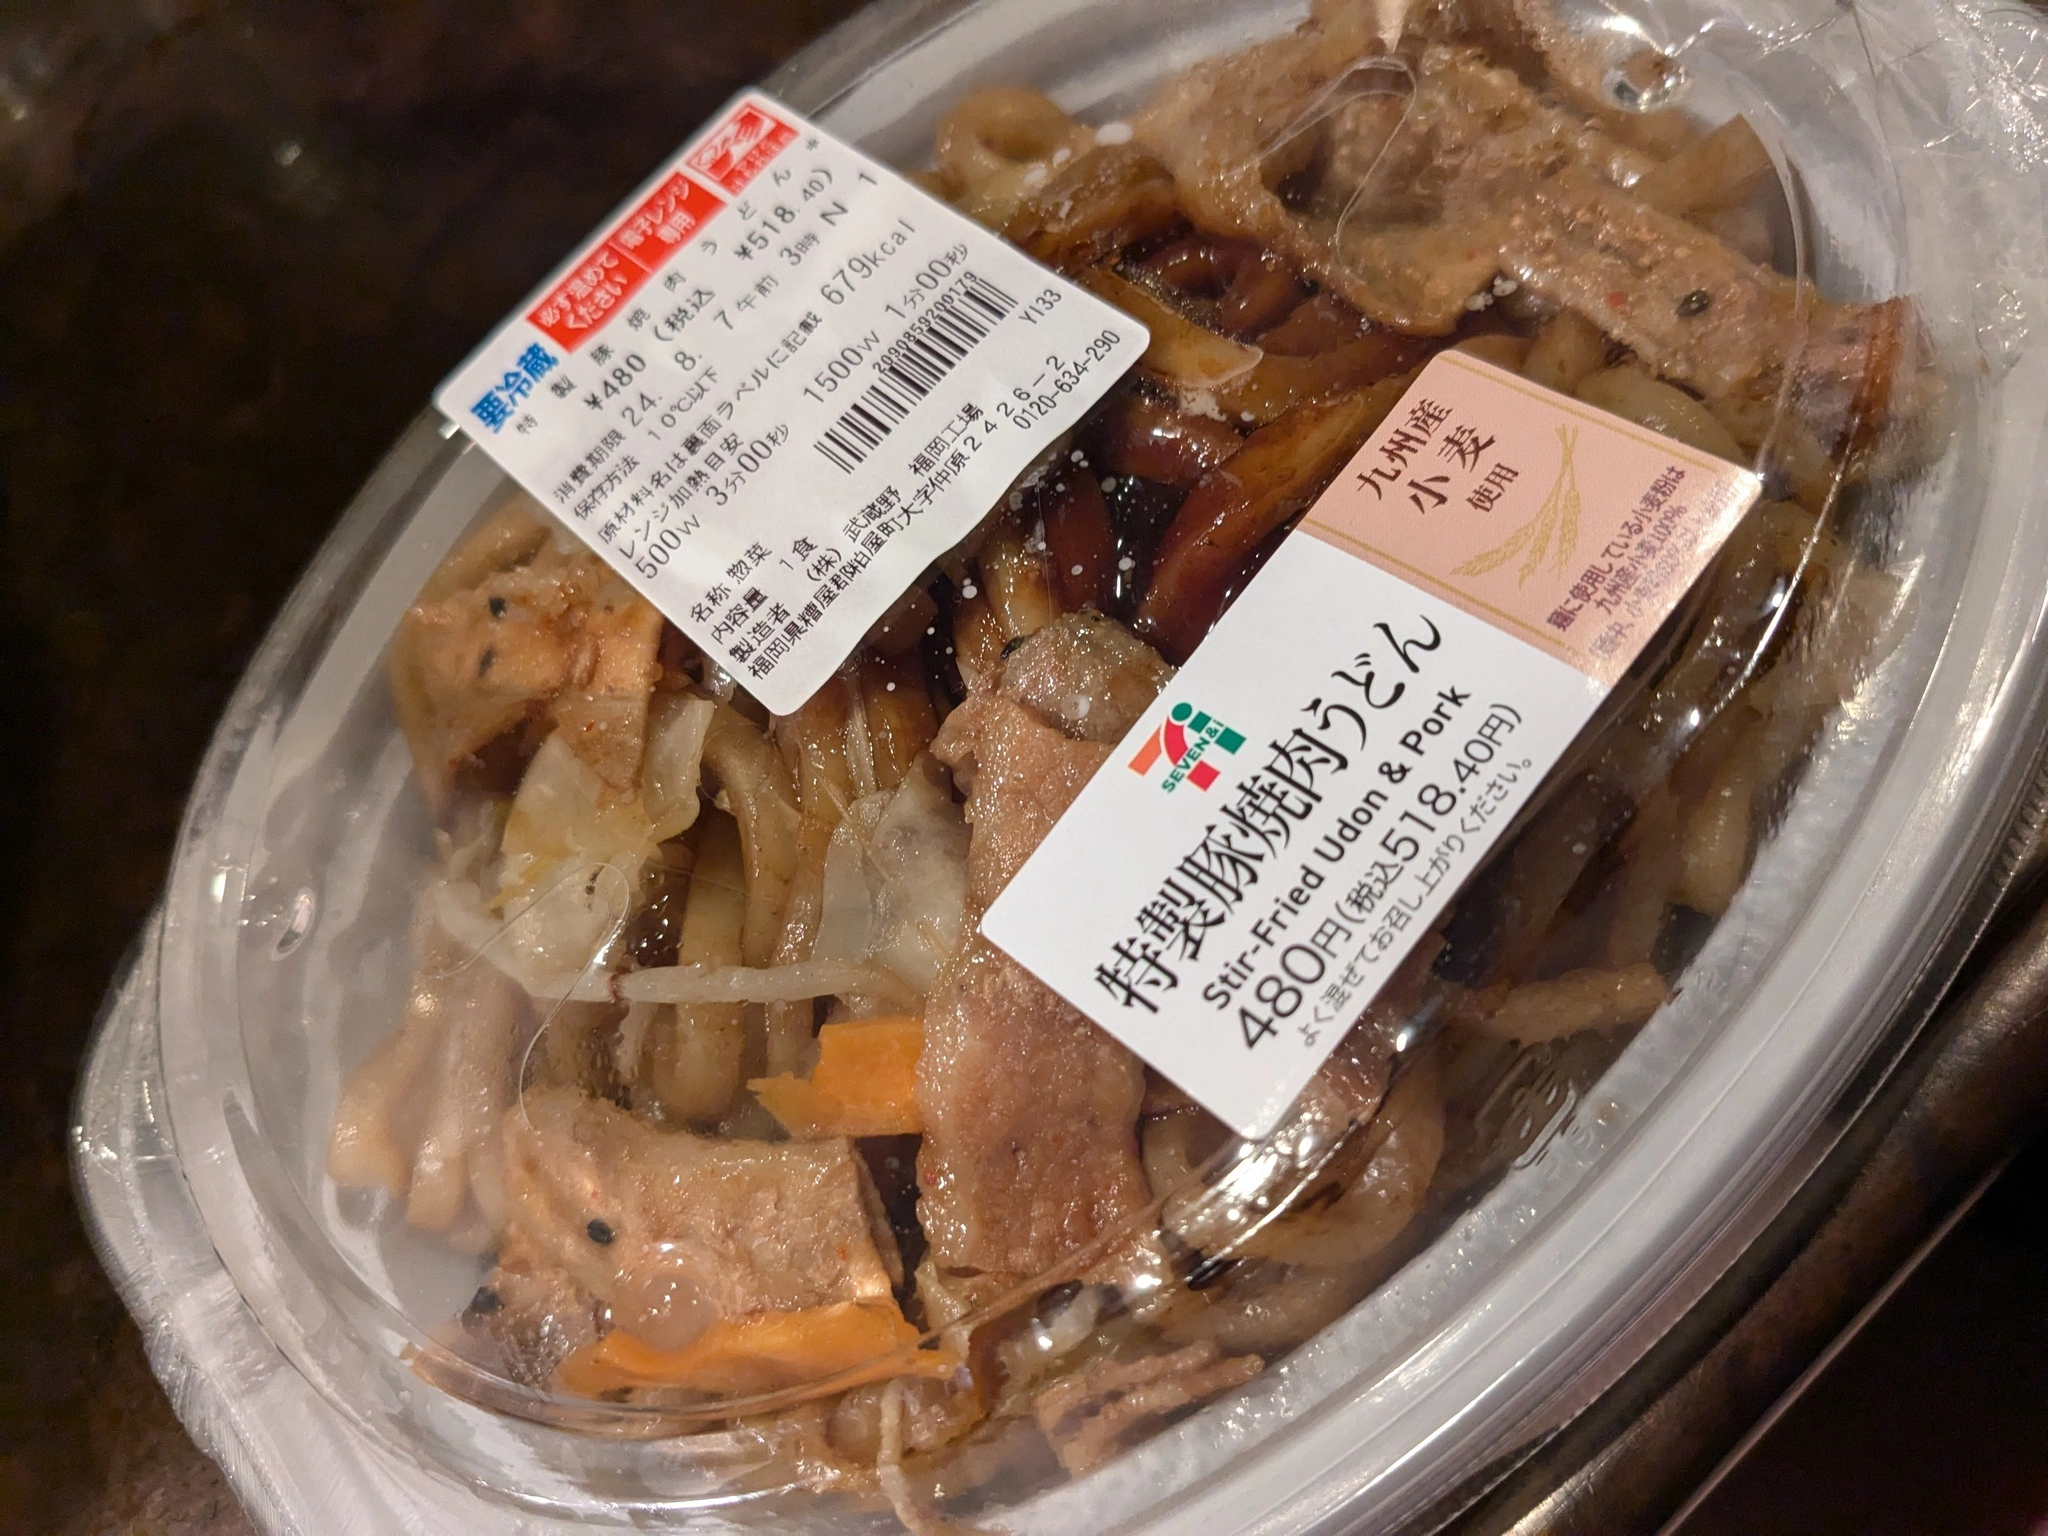 要冷蔵
必ず温めて
ください
電子レンジ
専用
特製豚焼肉うどん
¥480 (税込 ¥518.40)
消費期限 24. 8. 7 午前 3時 N 1
保存方法 10℃以下
原材料名は裏面ラベルに記載 679kcal
レンジ加熱目安
500W 3分00秒 1500W 1分00秒
2090859200179
名称 惣菜
内容量 1食
YI33
製造者 (株) 武蔵野 福岡工場
福岡県糟屋郡粕屋町大字仲原2426-2
0120-634-290
九州産
小麦
使用
麺に使用している小麦粉は
九州産小麦100%
SEVEN&i
特製豚焼肉うどん
Stir-Fried Udon & Pork
480円(税込518.40円)
よく混ぜてお召し上がりください。